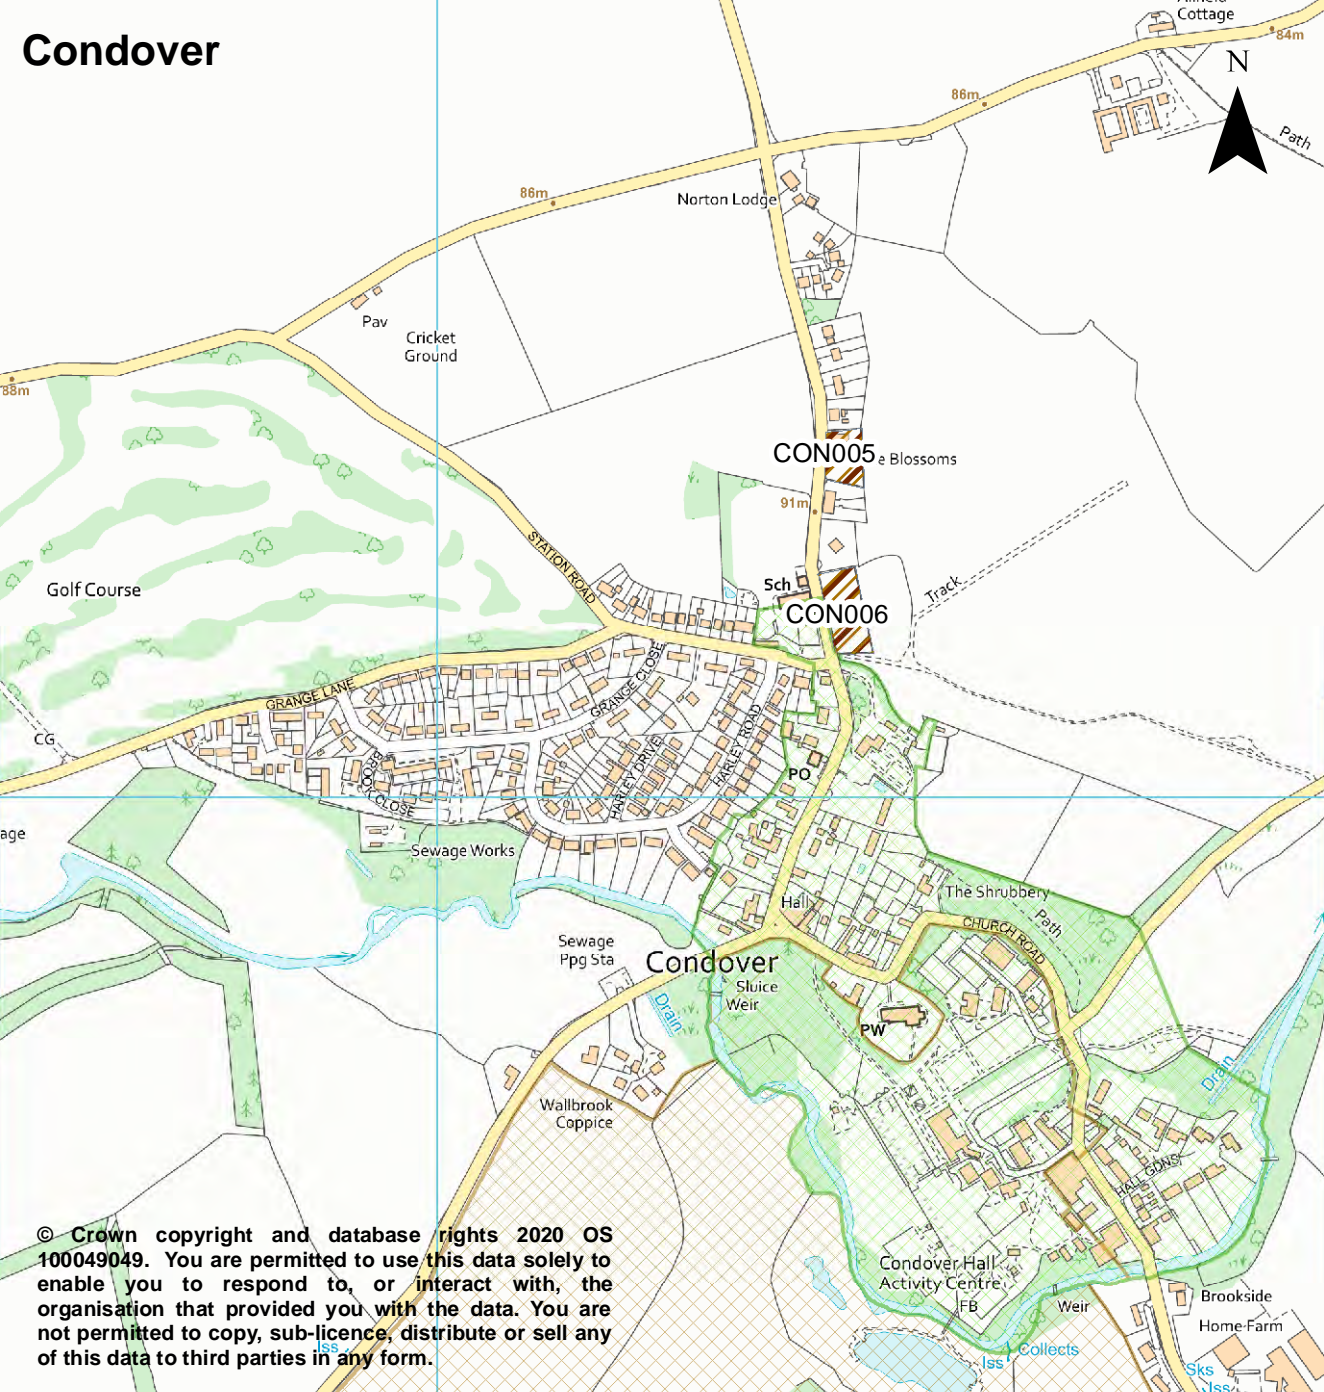 Condover
Cottage
84m
N
86m
Path
86m
Norton Lodge
Pav
Cricket
Ground
88m
CON005
e Blossoms
91m
STATION ROAD
Golf Course
Sch
Track
CON006
GRANGE CLOSE
GRANGE LANE
HARLEY ROAD
CG
BROOK CLOSE
HARLEY DRIVE
PO
age
Sewage Works
The Shrubbery
Hall
Path
CHURCH ROAD
Sewage
Ppg Sta
Condover
Sluice
Weir
Drain
PW
Drain
Wallbrook
Coppice
HALL GDNS
© Crown copyright and database rights 2020 OS
100049049. You are permitted to use this data solely to
enable you to respond to, or interact with, the
organisation that provided you with the data. You are
not permitted to copy, sub-licence, distribute or sell any
of this data to third parties in any form.
Iss
Condover Hall
Activity Centre
FB
Weir
Brookside
Home Farm
Collects
Iss
Sks
Iss